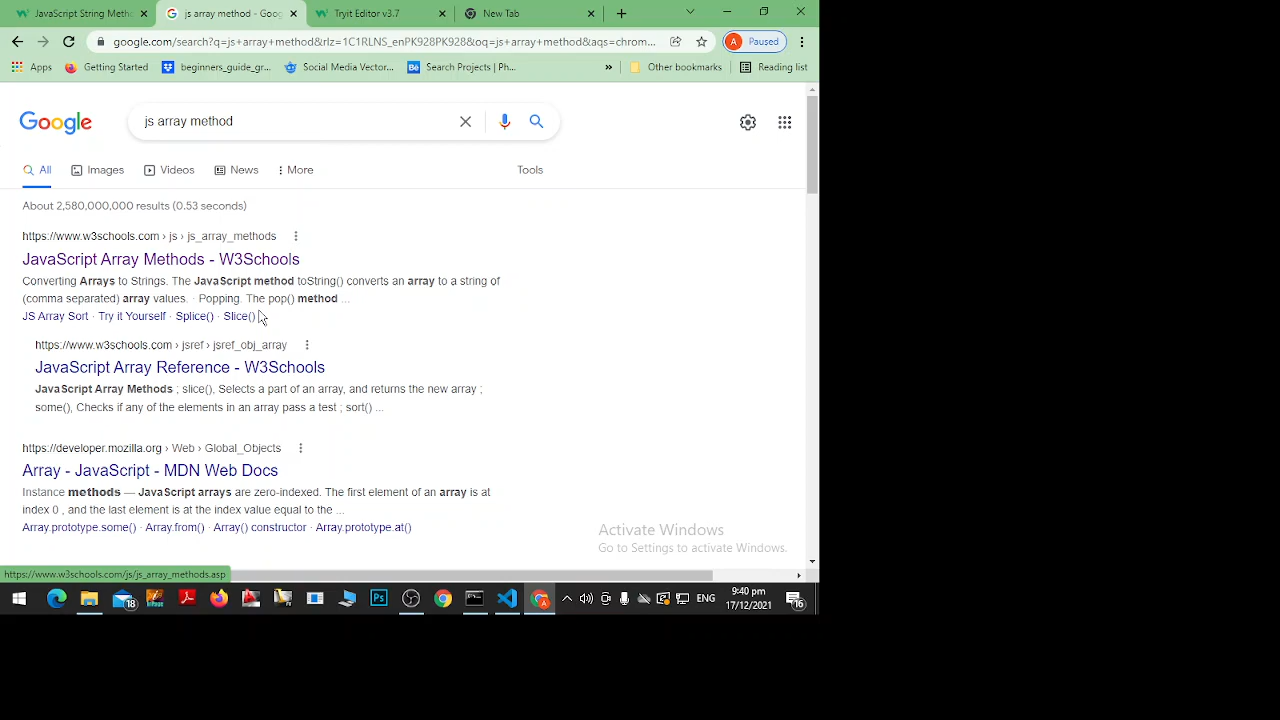 JavaScript String Meth
js array method - Goog
Tryit Editor v3.7
New Tab
google.com/search?q=js+array+method&rlz=1C1RLNS_enPK928PK928&oq=js+array+method&aqs=chrom...
A Paused
Apps
Getting Started
beginners_guide_gr...
Social Media Vector...
Bē Search Projects | Ph...
»
Other bookmarks
Reading list
Google
js array method
All
Images
Videos
News
More
Tools
About 2,580,000,000 results (0.53 seconds)
https://www.w3schools.com › js › js_array_methods
JavaScript Array Methods - W3Schools
Converting Arrays to Strings. The JavaScript method toString() converts an array to a string of
(comma separated) array values. · Popping. The pop() method ...
JS Array Sort · Try it Yourself · Splice() · Slice()
https://www.w3schools.com › jsref › jsref_obj_array
JavaScript Array Reference - W3Schools
JavaScript Array Methods ; slice(), Selects a part of an array, and returns the new array ;
some(), Checks if any of the elements in an array pass a test ; sort() ...
https://developer.mozilla.org › Web › Global_Objects
Array - JavaScript - MDN Web Docs
Instance methods — JavaScript arrays are zero-indexed. The first element of an array is at
index 0 , and the last element is at the index value equal to the ...
Array.prototype.some() · Array.from() · Array() constructor · Array.prototype.at()
Activate Windows
Go to Settings to activate Windows.
https://www.w3schools.com/js/js_array_methods.asp
18
Ps
ENG
9:40 pm
17/12/2021
16